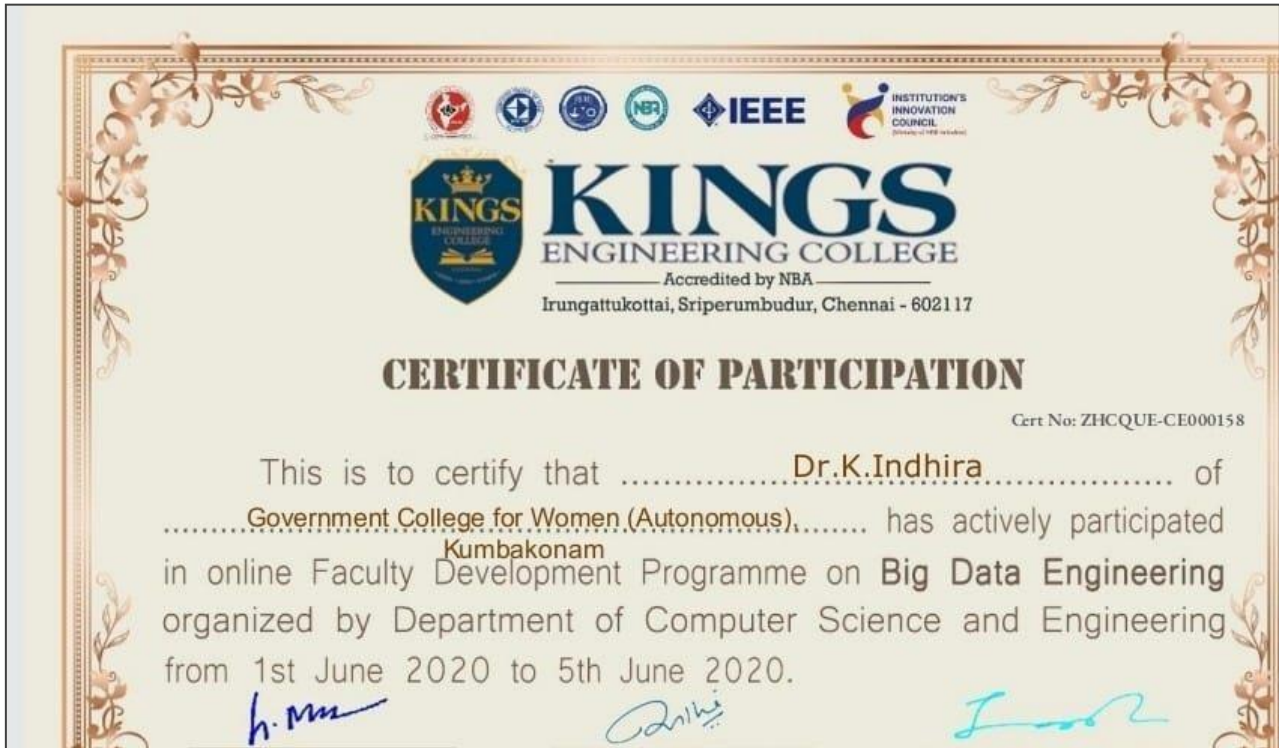 NBA
IEEE
INSTITUTION'S
INNOVATION
COUNCIL
KINGS
ENGINEERING
COLLEGE
KINGS
ENGINEERING COLLEGE
Accredited by NBA
Irungattukottai, Sriperumbudur, Chennai - 602117
CERTIFICATE OF PARTICIPATION
Cert No: ZHCQUE-CE000158
This is to certify that ........Dr.K.Indhira........ of
........Government College for Women (Autonomous),........ has actively participated
Kumbakonam
in online Faculty Development Programme on Big Data Engineering
organized by Department of Computer Science and Engineering
from 1st June 2020 to 5th June 2020.